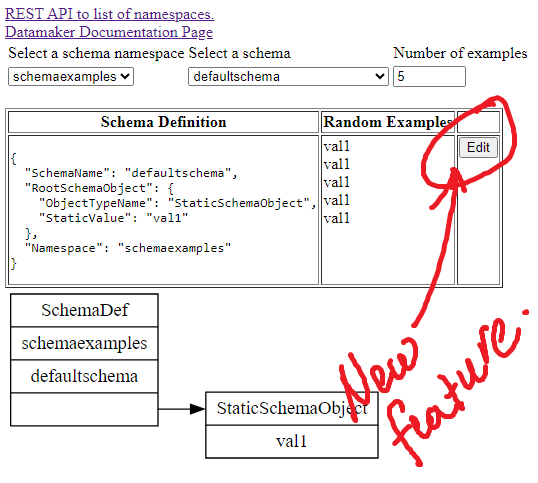 REST API to list of namespaces.
Datamaker Documentation Page
Select a schema namespace Select a schema Number of examples
schemaexamples defaultschema 5
Schema Definition Random Examples
{
"SchemaName": "defaultschema",
"RootSchemaObject": {
"ObjectTypeName": "StaticSchemaObject",
"StaticValue": "val1"
},
"Namespace": "schemaexamples"
}
val1
val1
val1
val1
val1
Edit
SchemaDef
schemaexamples
defaultschema
StaticSchemaObject
val1
New
feature.